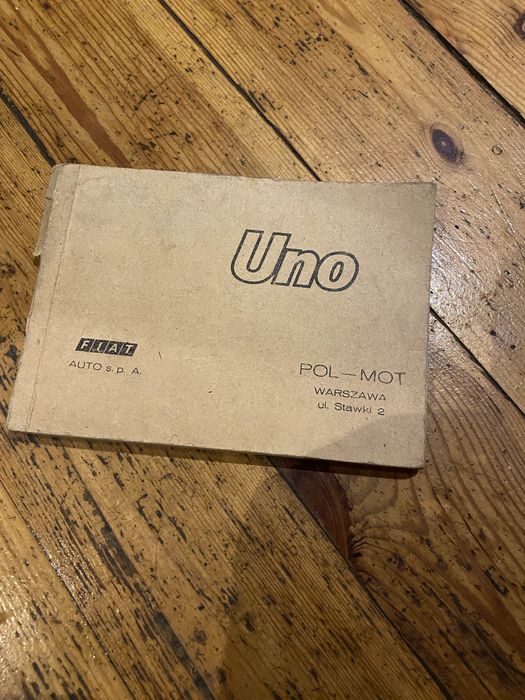 Uno
FIAT
AUTO s.p. A.
POL—MOT
WARSZAWA
ul. Stawki 2